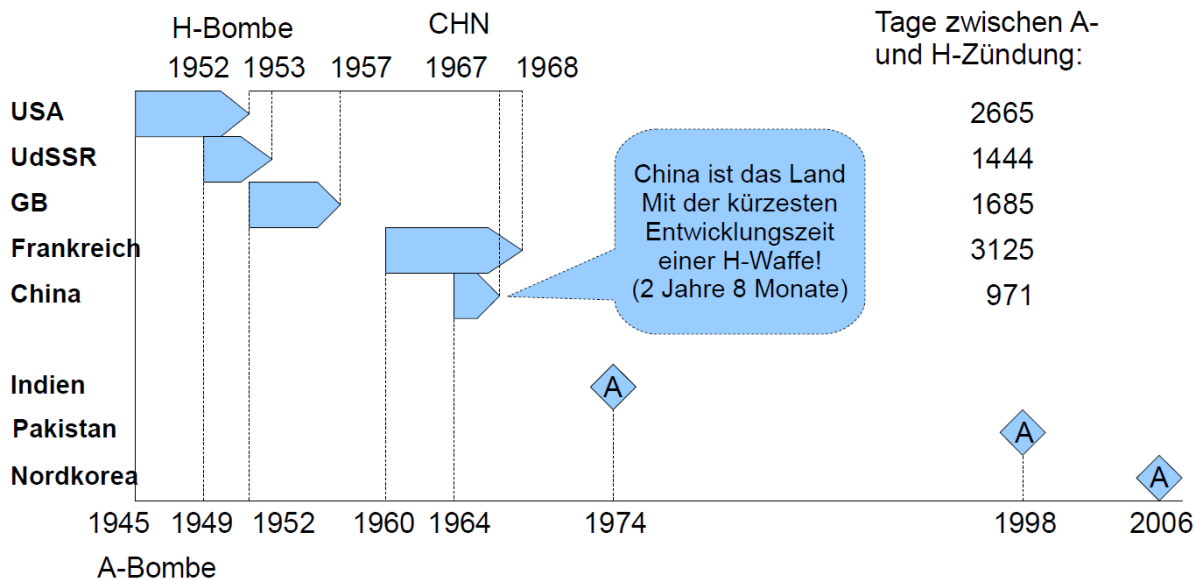 H-Bombe
CHN
Tage zwischen A-
und H-Zündung:
1952 1953 1957 1967 1968
USA 2665
UdSSR 1444
GB 1685
Frankreich 3125
China 971
China ist das Land
Mit der kürzesten
Entwicklungszeit
einer H-Waffe!
(2 Jahre 8 Monate)
Indien A
Pakistan A
Nordkorea A
1945 1949 1952 1960 1964 1974 1998 2006
A-Bombe